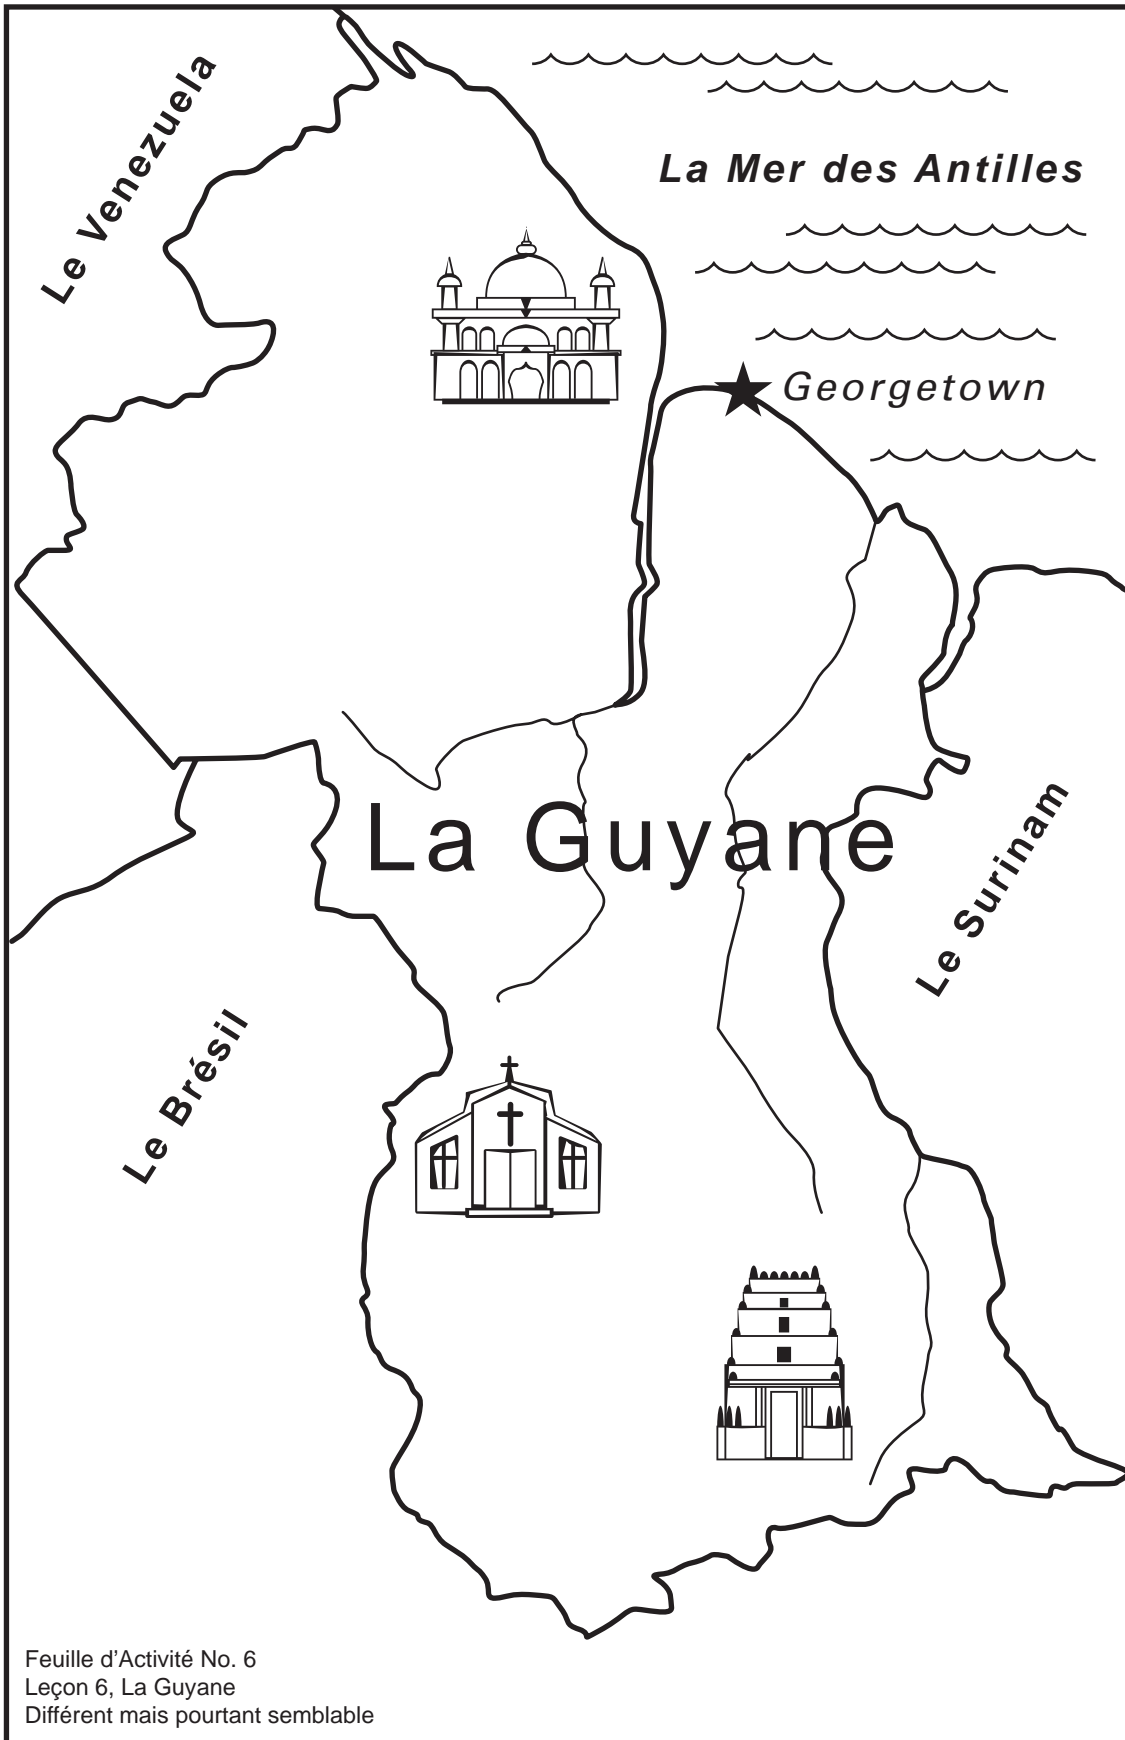 Le Venezuela
La Mer des Antilles
Georgetown
La Guyane
Le Surinam
Le Brésil
Feuille d'Activité No. 6
Leçon 6, La Guyane
Différent mais pourtant semblable